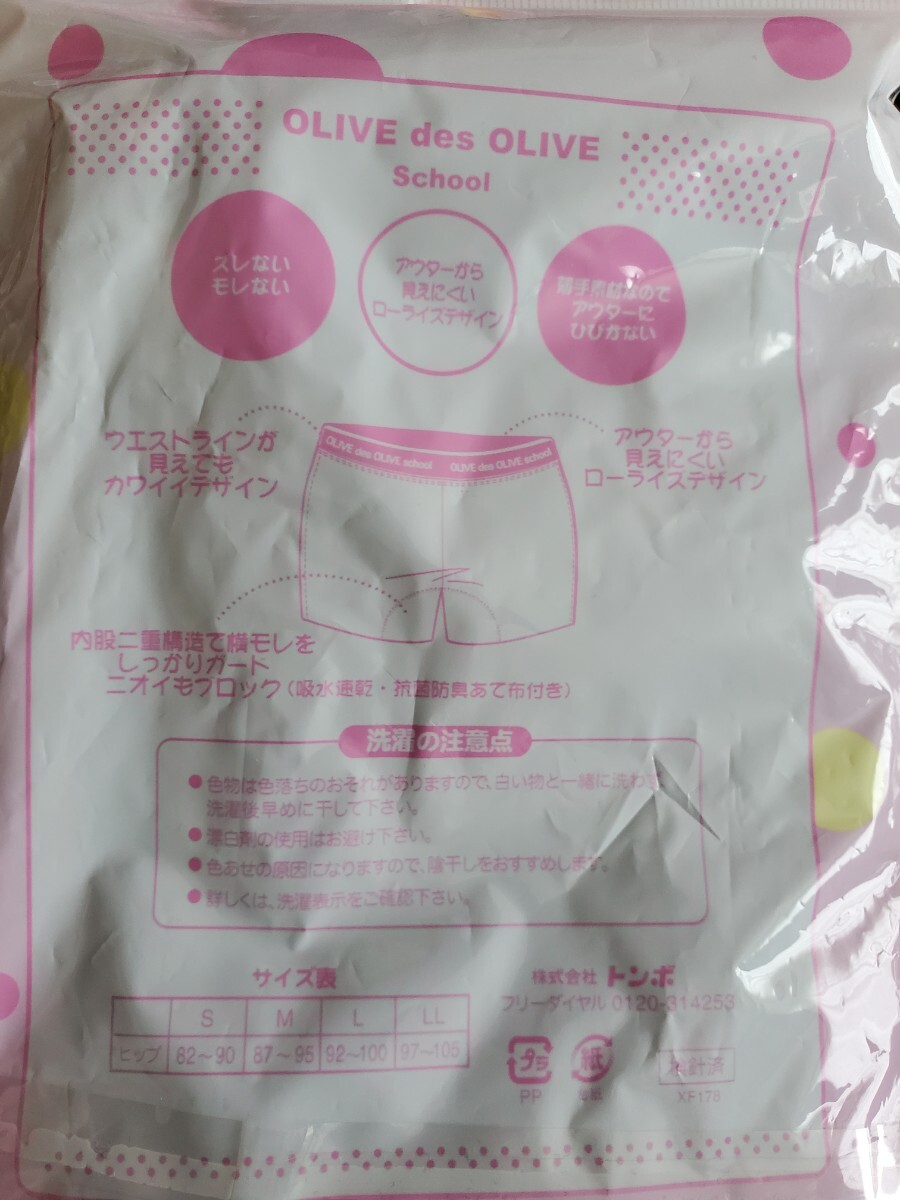 OLIVE des OLIVE
School
ズレない
モレない
アウターから
見えにくい
ローライズデザイン
薄手素材なので
アウターに
ひびかない
ウエストラインが
見えても
カワイイデザイン
アウターから
見えにくい
ローライズデザイン
OLIVE des OLIVE school OLIVE des OLIVE school
内股二重構造で横モレを
しっかりガード
ニオイもブロック(吸水速乾・抗菌防臭あて布付き)
洗濯の注意点
●色物は色落ちのおそれがありますので、白い物と一緒に洗わず
洗濯後早めに干して下さい。
●漂白剤の使用はお避け下さい。
●色あせの原因になりますので、陰干しをおすすめします。
●詳しくは、洗濯表示をご確認下さい。
サイズ表
S M L LL
ヒップ 82～90 87～95 92～100 97～105
株式会社 トンボ
フリーダイヤル 0120-314253
プラ 紙
PP 台紙
検針済
XF178